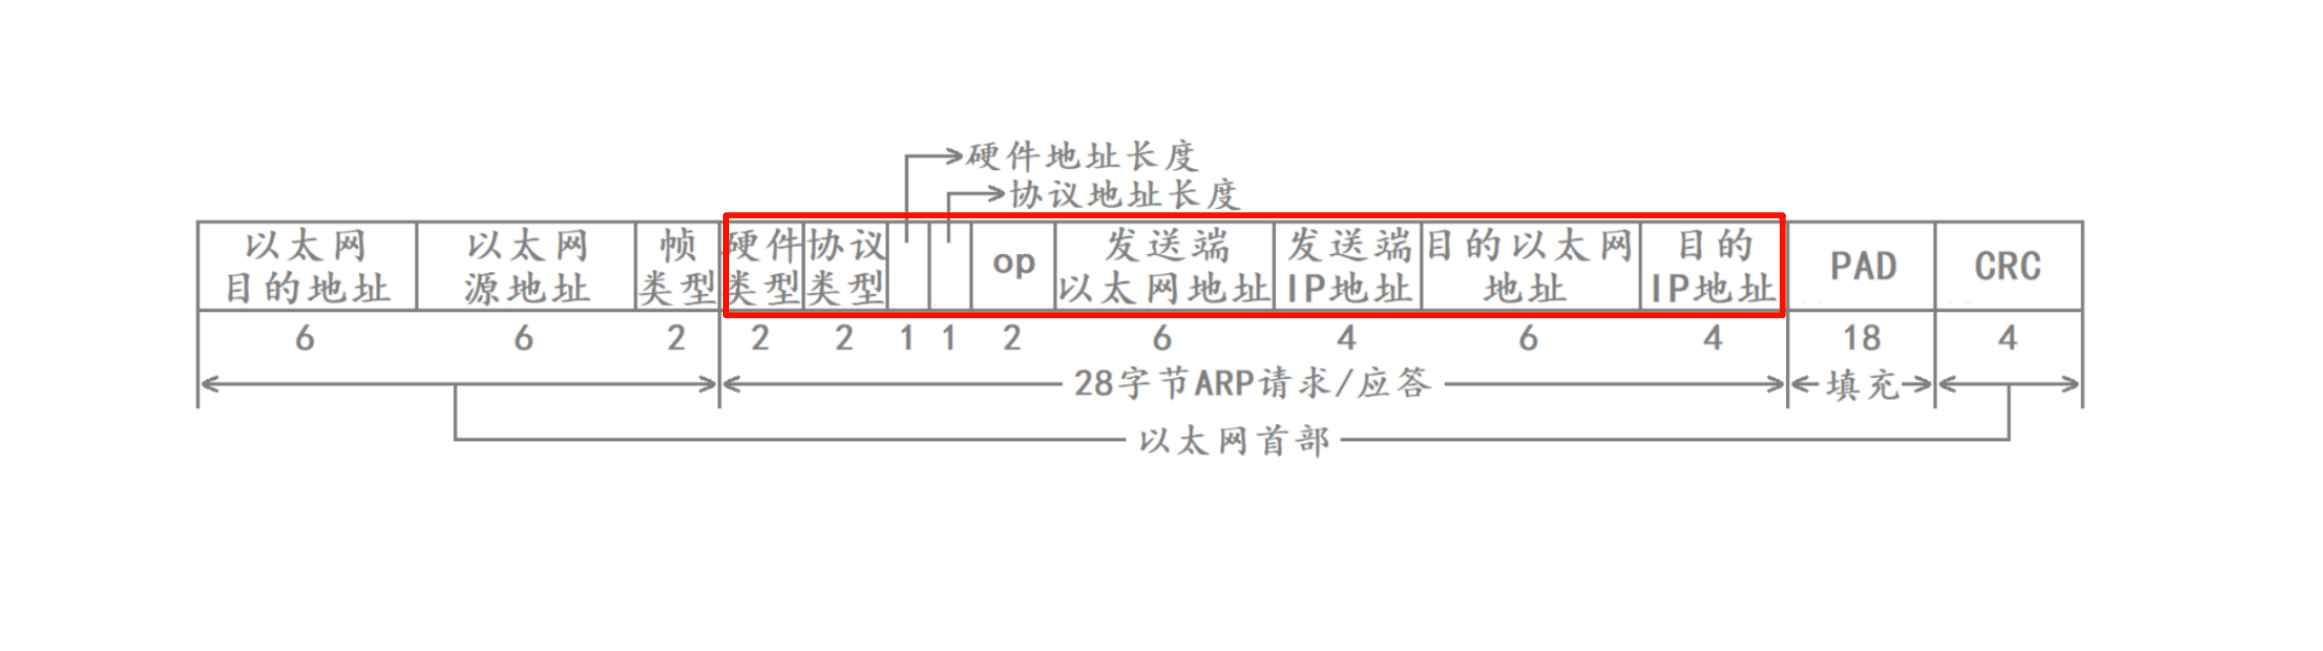 硬件地址长度
协议地址长度
以太网
目的地址
以太网
源地址
帧
类型
硬件
类型
协议
类型
op
发送端
以太网地址
发送端
IP地址
目的以太网
地址
目的
IP地址
PAD
CRC
6 6 2 2 2 1 1 2 6 4 6 4 18 4
28字节ARP请求/应答
填充
以太网首部